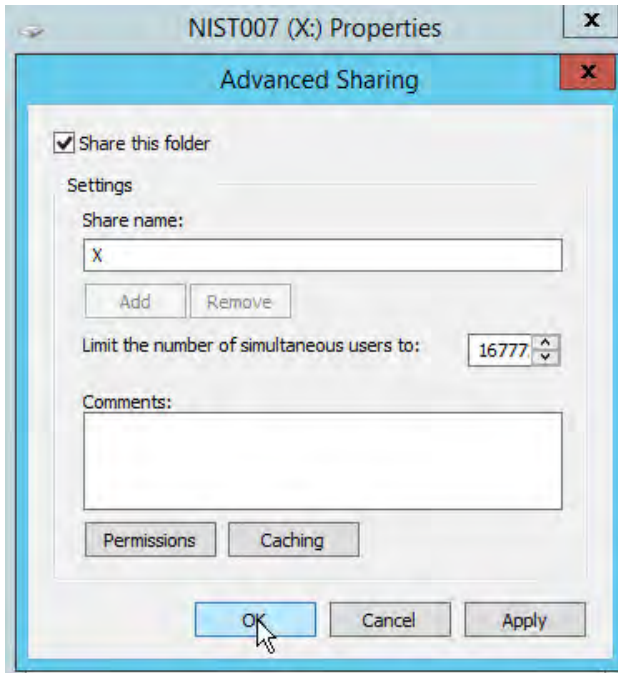 NIST007 (X:) Properties
x
Advanced Sharing
x
Share this folder
Settings
Share name:
X
Add Remove
Limit the number of simultaneous users to: 16777
Comments:
Permissions Caching
OK Cancel Apply